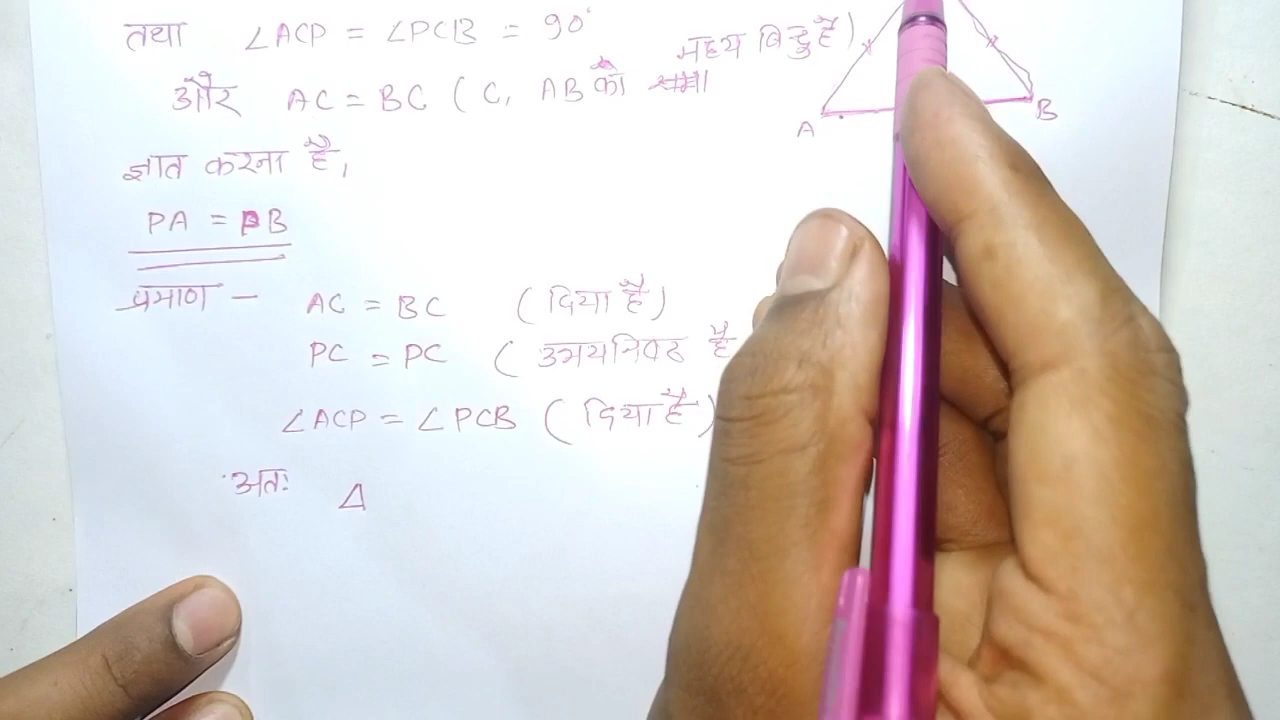 तथा ∠ACP = ∠PCB = 90°
और AC = BC ( C, AB का मध्य बिन्दु है )
A B
ज्ञात करना है,
PA = PB
प्रमाण – AC = BC ( दिया है )
PC = PC ( उभयनिष्ठ है
∠ACP = ∠PCB ( दिया है )
अतः Δ